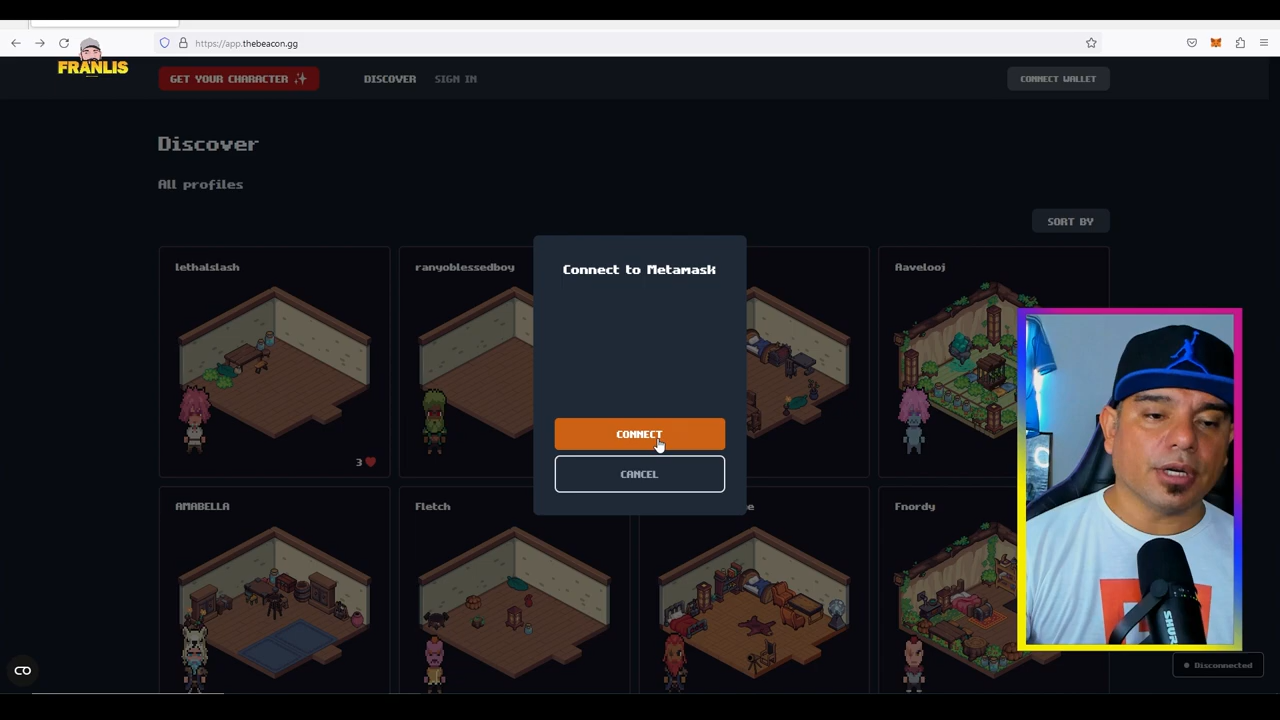 https://app.thebeacon.gg
FRANLIS
GET YOUR CHARACTER
DISCOVER
SIGN IN
CONNECT WALLET
Discover
All profiles
SORT BY
lethalslash
ranyoblessedboy
Aavelooj
Connect to Metamask
CONNECT
CANCEL
3
AMABELLA
Fletch
Fnordy
SHURE
Disconnected